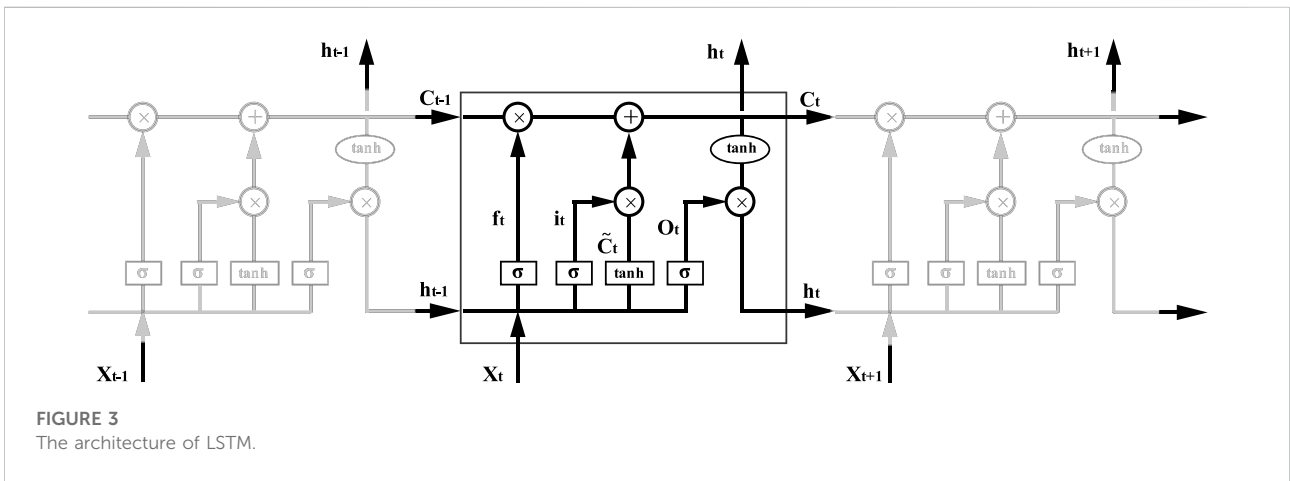 ht-1 ht ht+1
Ct-1 Ct
× + × + × +
tanh tanh tanh
× × × × × ×
ft it Ot
C̃t
σ σ tanh σ σ σ tanh σ σ σ tanh σ
ht-1 ht
Xt-1 Xt Xt+1
FIGURE 3
The architecture of LSTM.